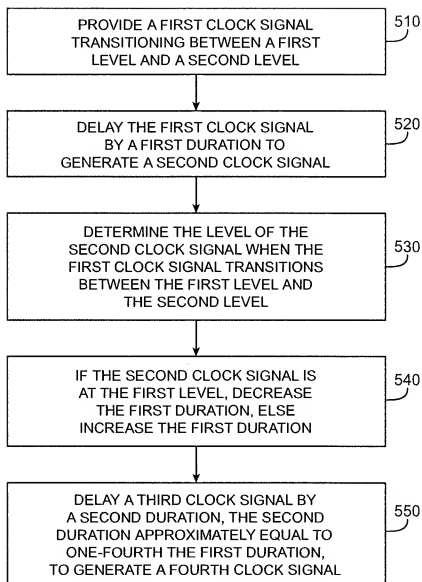 PROVIDE A FIRST CLOCK SIGNAL
TRANSITIONING BETWEEN A FIRST
LEVEL AND A SECOND LEVEL
510
DELAY THE FIRST CLOCK SIGNAL
BY A FIRST DURATION TO
GENERATE A SECOND CLOCK SIGNAL
520
DETERMINE THE LEVEL OF THE
SECOND CLOCK SIGNAL WHEN THE
FIRST CLOCK SIGNAL TRANSITIONS
BETWEEN THE FIRST LEVEL AND
THE SECOND LEVEL
530
IF THE SECOND CLOCK SIGNAL IS
AT THE FIRST LEVEL, DECREASE
THE FIRST DURATION, ELSE
INCREASE THE FIRST DURATION
540
DELAY A THIRD CLOCK SIGNAL BY
A SECOND DURATION, THE SECOND
DURATION APPROXIMATELY EQUAL TO
ONE-FOURTH THE FIRST DURATION,
TO GENERATE A FOURTH CLOCK SIGNAL
550